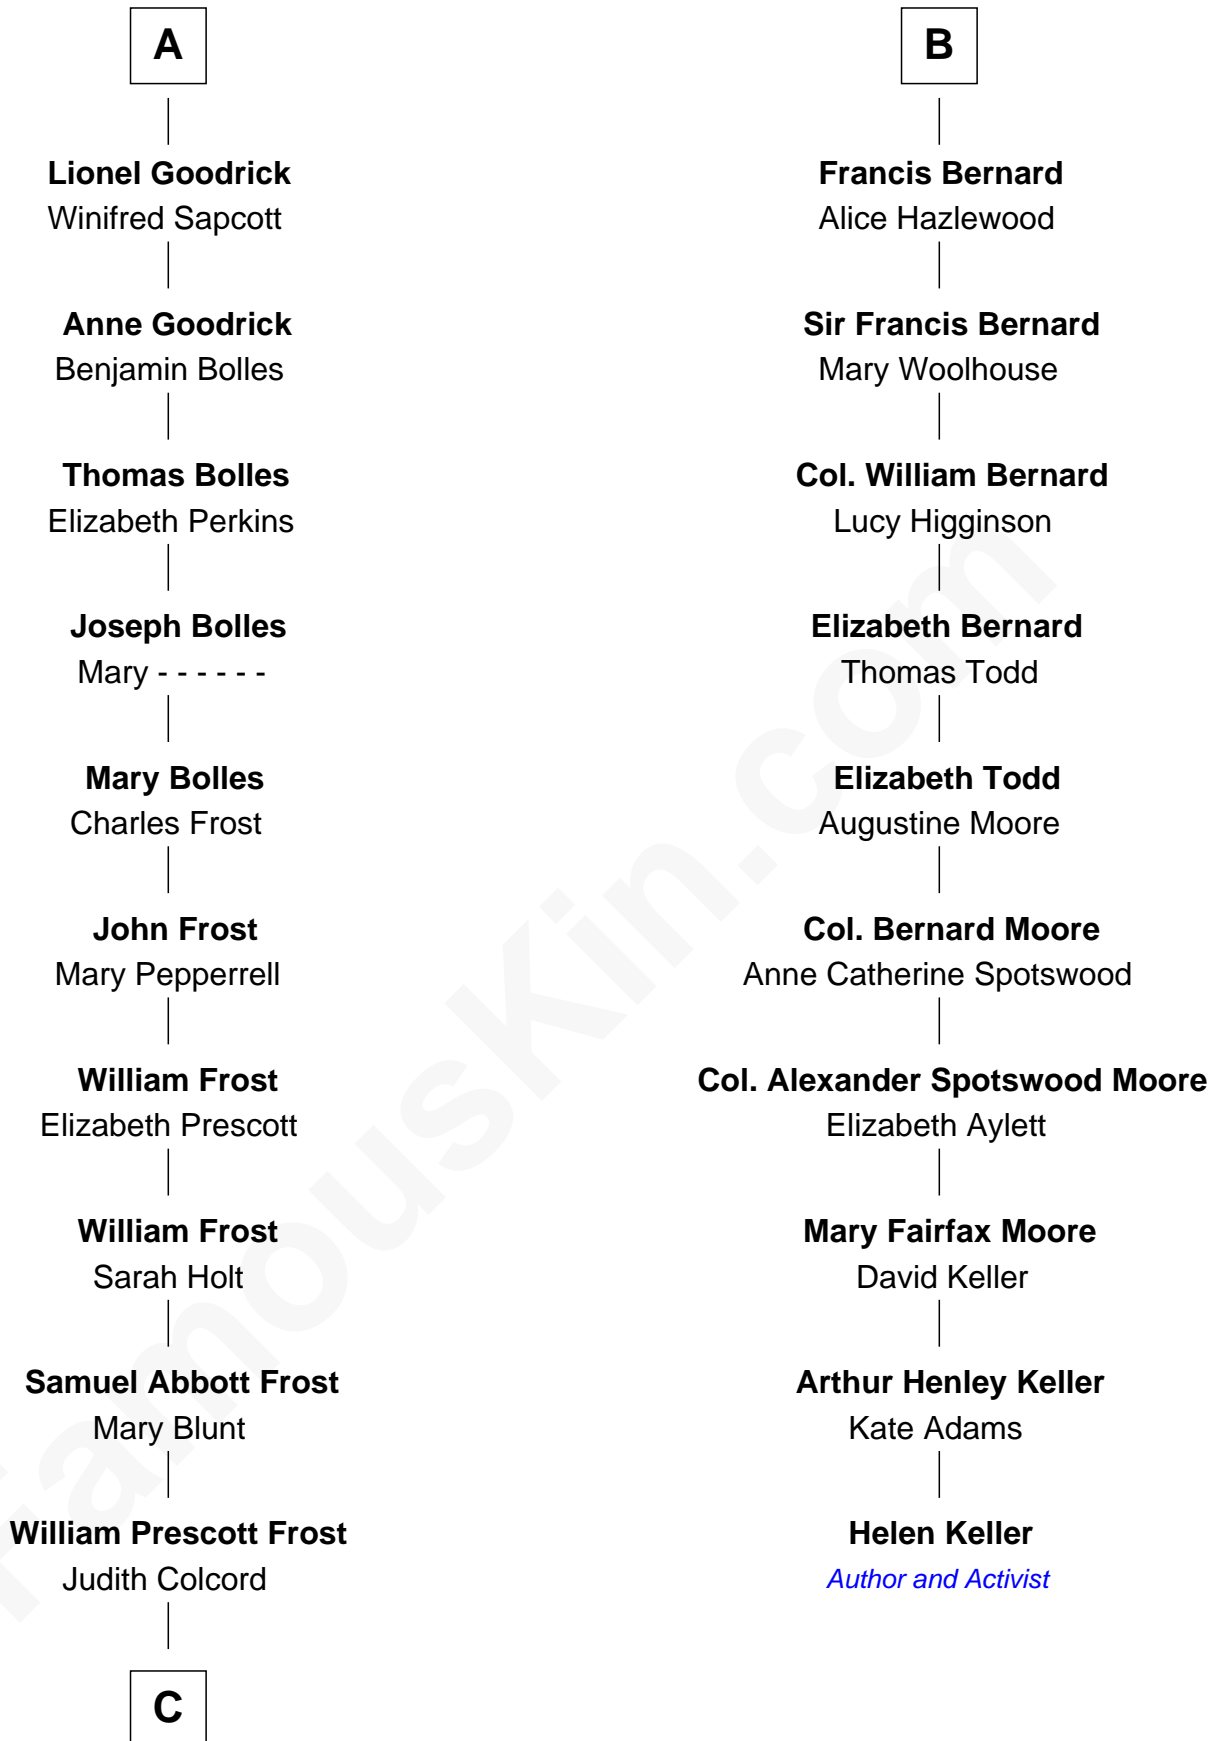 A
Lionel Goodrick
Winifred Sapcott
Anne Goodrick
Benjamin Bolles
Thomas Bolles
Elizabeth Perkins
Joseph Bolles
Mary - - - - - -
Mary Bolles
Charles Frost
John Frost
Mary Pepperrell
William Frost
Elizabeth Prescott
William Frost
Sarah Holt
Samuel Abbott Frost
Mary Blunt
William Prescott Frost
Judith Colcord
C
B
Francis Bernard
Alice Hazlewood
Sir Francis Bernard
Mary Woolhouse
Col. William Bernard
Lucy Higginson
Elizabeth Bernard
Thomas Todd
Elizabeth Todd
Augustine Moore
Col. Bernard Moore
Anne Catherine Spotswood
Col. Alexander Spotswood Moore
Elizabeth Aylett
Mary Fairfax Moore
David Keller
Arthur Henley Keller
Kate Adams
Helen Keller
Author and Activist
FamousKin.com